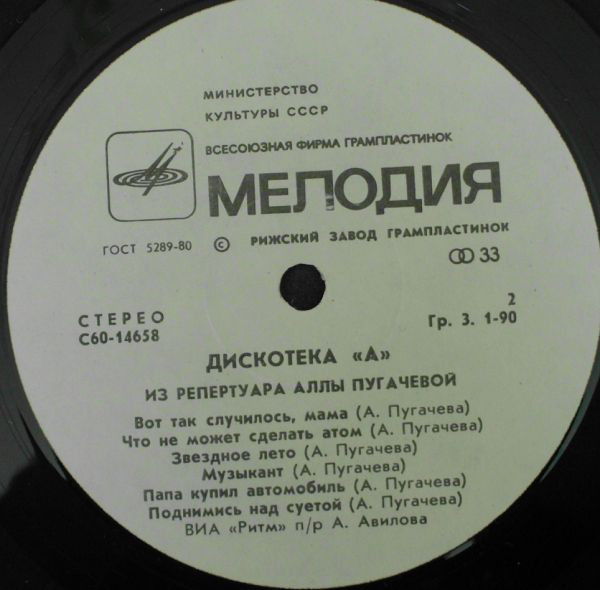 МИНИСТЕРСТВО
КУЛЬТУРЫ СССР
ВСЕСОЮЗНАЯ ФИРМА ГРАМПЛАСТИНОК
МЕЛОДИЯ
ГОСТ 5289-80 © РИЖСКИЙ ЗАВОД ГРАМПЛАСТИНОК
33
СТЕРЕО
2
С60-14658
Гр. 3. 1-90
ДИСКОТЕКА «А»
ИЗ РЕПЕРТУАРА АЛЛЫ ПУГАЧЕВОЙ
Вот так случилось, мама (А. Пугачева)
Что не может сделать атом (А. Пугачева)
Звездное лето (А. Пугачева)
Музыкант (А. Пугачева)
Папа купил автомобиль (А. Пугачева)
Поднимись над суетой (А. Пугачева)
ВИА «Ритм» п/р А. Авилова